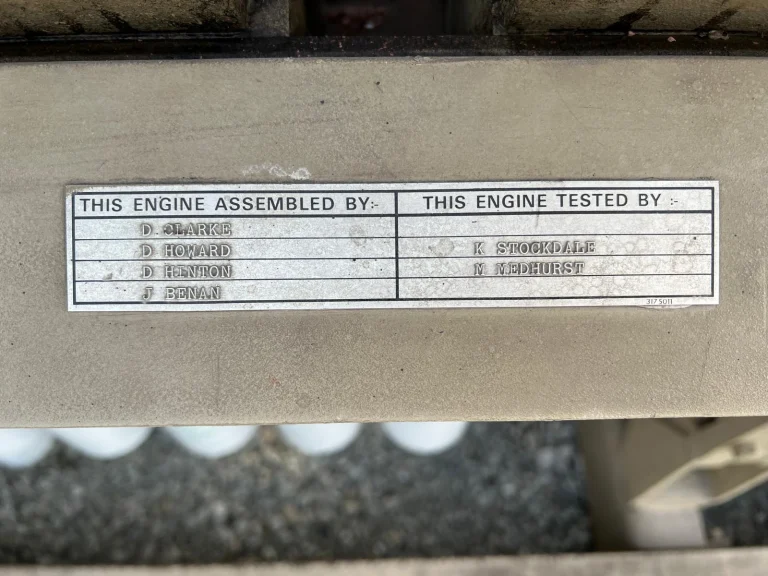 THIS ENGINE ASSEMBLED BY:-
D CLARKE
D HOWARD
D HINTON
J BENAN
THIS ENGINE TESTED BY :-
K STOCKDALE
M MEDHURST
317 5011